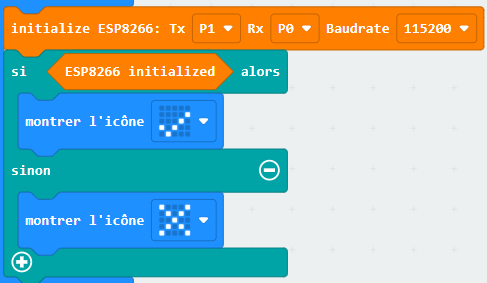 initialize ESP8266: Tx P1 Rx P0 Baudrate 115200
si ESP8266 initialized alors
montrer l'icône
sinon
montrer l'icône